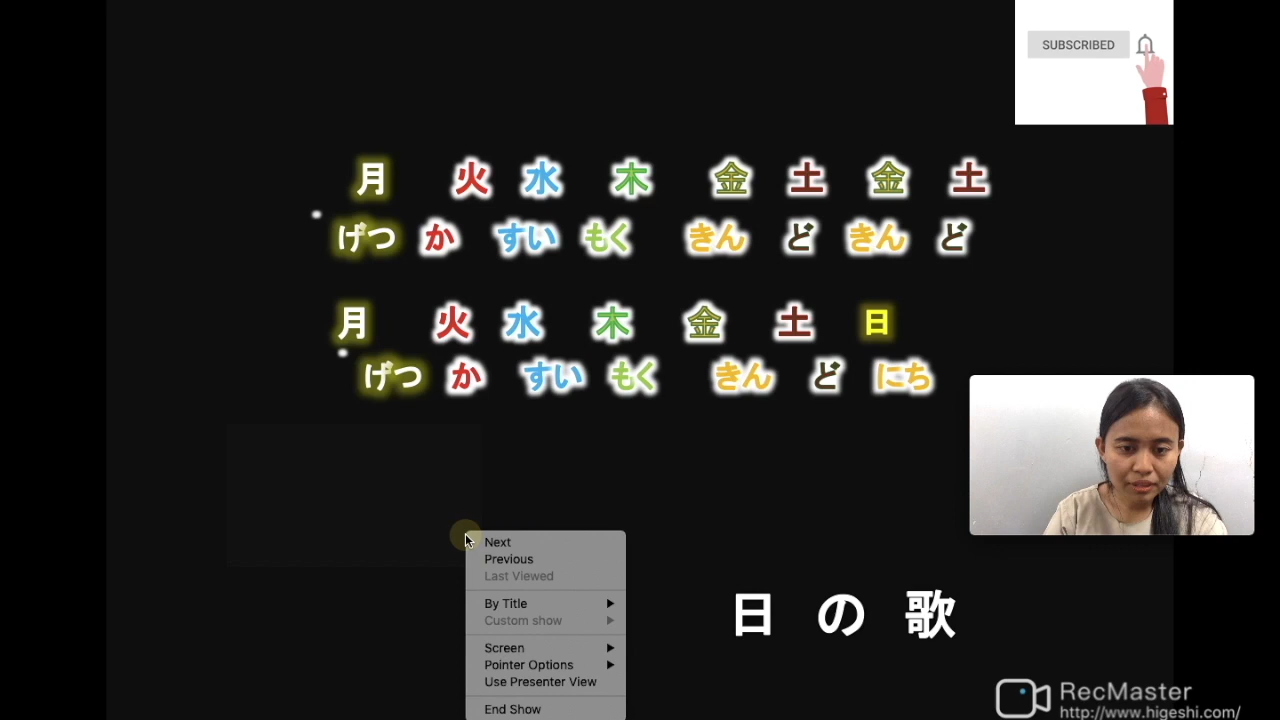 SUBSCRIBED
月 火 水 木 金 土 金 土
げつ か すい もく きん ど きん ど
月 火 水 木 金 土 日
げつ か すい もく きん ど にち
Next
Previous
Last Viewed
By Title
Custom show
Screen
Pointer Options
Use Presenter View
End Show
日 の 歌
RecMaster
http://www.higeshi.com/